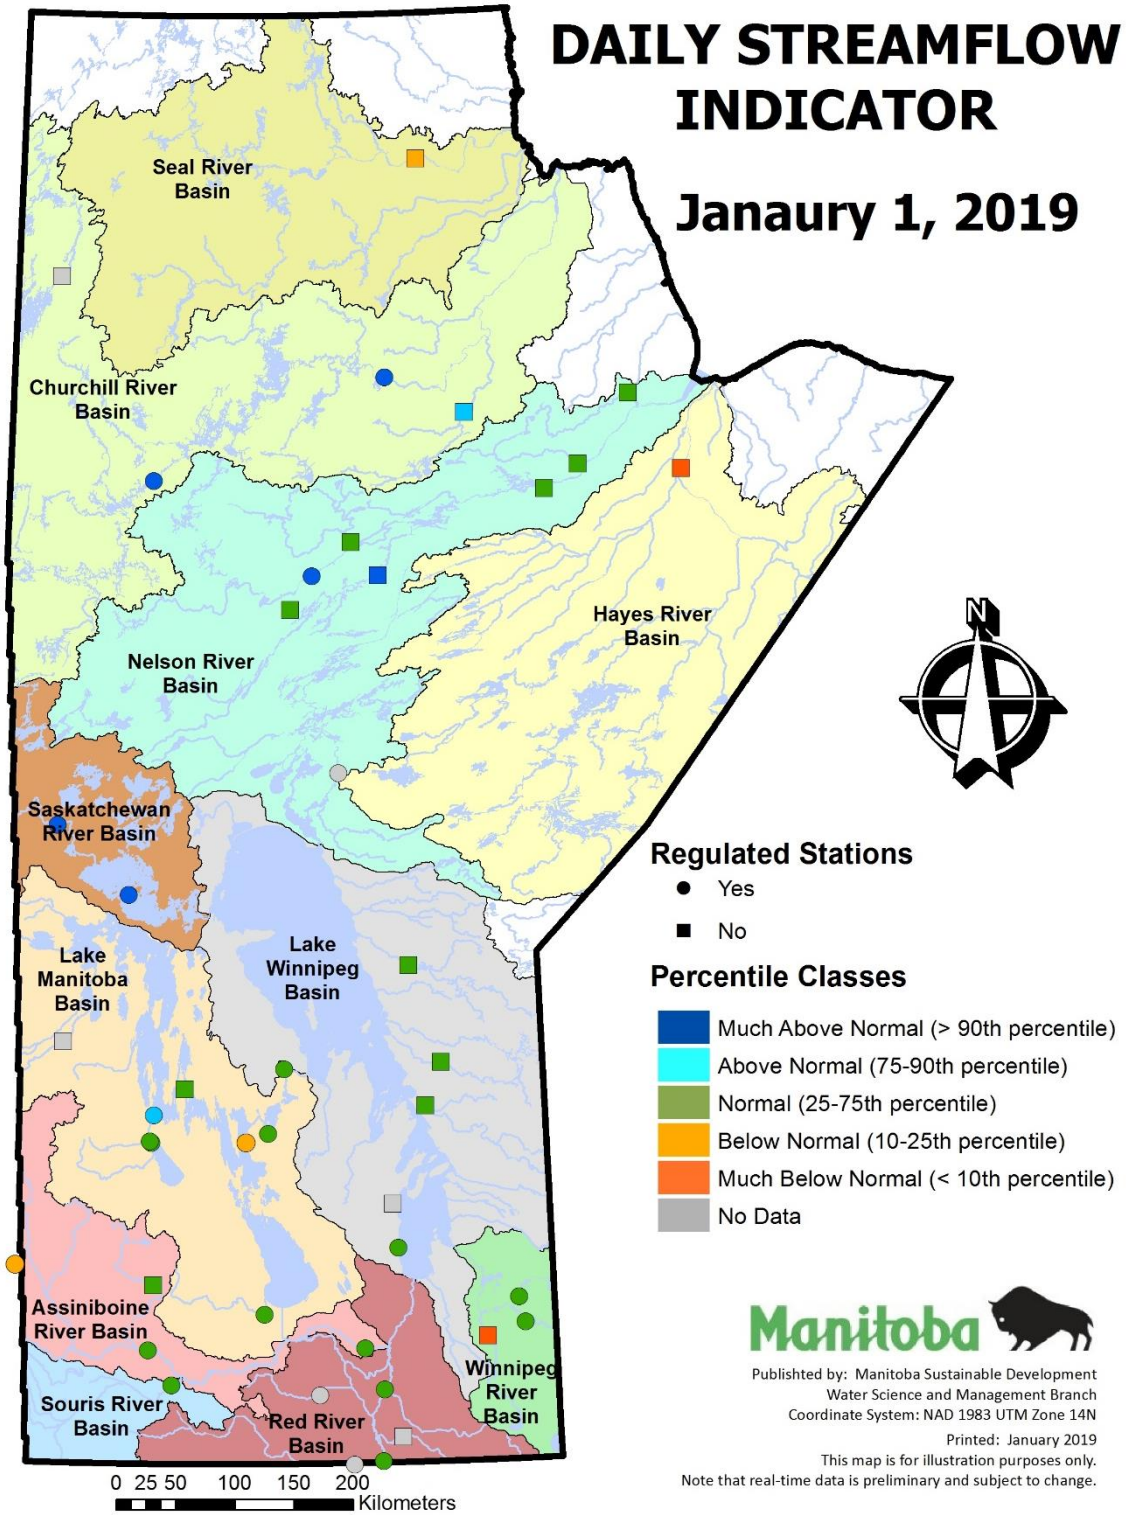 DAILY STREAMFLOW
INDICATOR
Janaury 1, 2019
Seal River
Basin
Churchill River
Basin
Hayes River
Basin
Nelson River
Basin
Saskatchewan
River Basin
Lake
Manitoba
Basin
Lake
Winnipeg
Basin
Assiniboine
River Basin
Souris River
Basin
Red River
Basin
Winnipeg
River
Basin
N
Regulated Stations
Yes
No
Percentile Classes
Much Above Normal (> 90th percentile)
Above Normal (75-90th percentile)
Normal (25-75th percentile)
Below Normal (10-25th percentile)
Much Below Normal (< 10th percentile)
No Data
Manitoba
Published by: Manitoba Sustainable Development
Water Science and Management Branch
Coordinate System: NAD 1983 UTM Zone 14N
Printed: January 2019
This map is for illustration purposes only.
Note that real-time data is preliminary and subject to change.
0 25 50 100 150 200
Kilometers